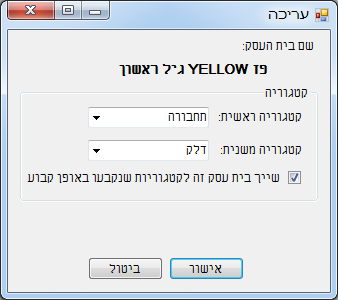 עריכה
שם בית העסק:
פז YELLOW גיל ראשון
קטגוריה
קטגוריה ראשית: תחבורה
קטגוריה משנית: דלק
שייך בית עסק זה לקטגוריות שנקבעו באופן קבוע
אישור ביטול